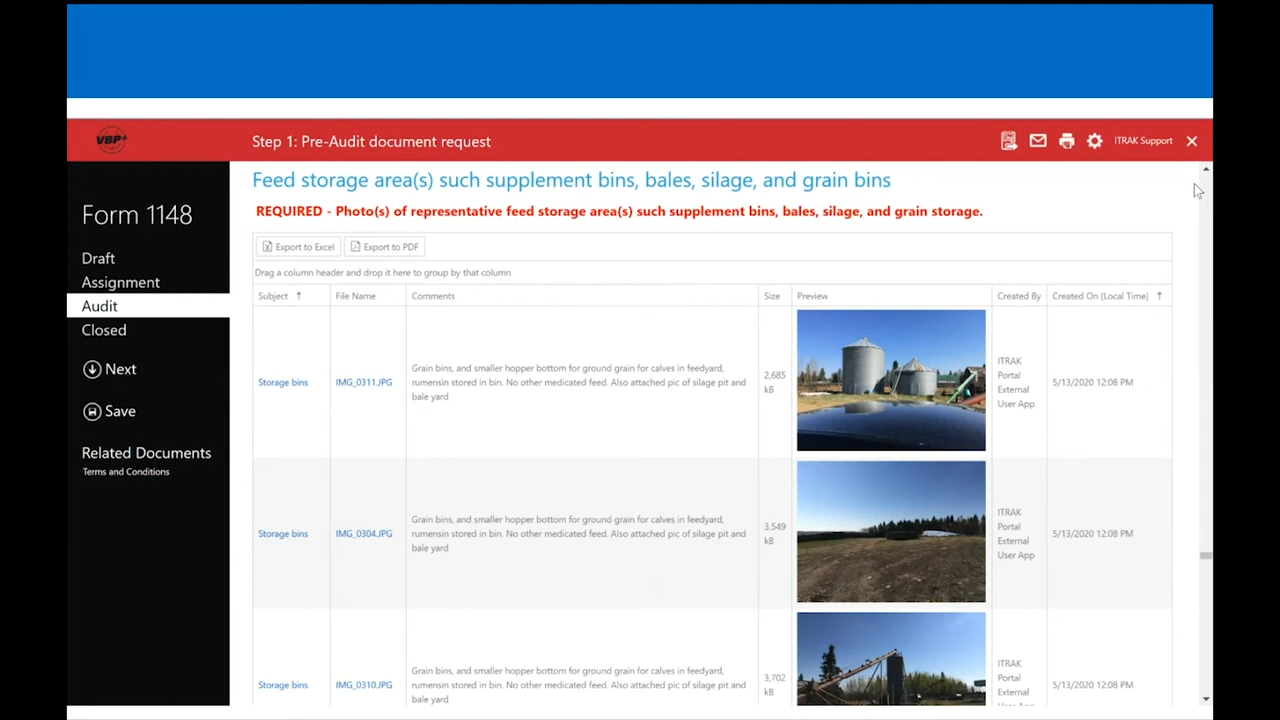 VBP+
Step 1: Pre-Audit document request
ITRAK Support
Form 1148
Draft
Assignment
Audit
Closed
Next
Save
Related Documents
Terms and Conditions
Feed storage area(s) such supplement bins, bales, silage, and grain bins
REQUIRED - Photo(s) of representative feed storage area(s) such supplement bins, bales, silage, and grain storage.
Export to Excel
Export to PDF
Drag a column header and drop it here to group by that column
Subject File Name Comments Size Preview Created By Created On (Local Time)
Storage bins
IMG_0311.JPG
Grain bins, and smaller hopper bottom for ground grain for calves in feedyard,
rumensin stored in bin. No other medicated feed. Also attached pic of silage pit and
bale yard
2,685
kB
ITRAK
Portal
External
User App
5/13/2020 12:08 PM
Storage bins
IMG_0304.JPG
Grain bins, and smaller hopper bottom for ground grain for calves in feedyard,
rumensin stored in bin. No other medicated feed. Also attached pic of silage pit and
bale yard
3,549
kB
ITRAK
Portal
External
User App
5/13/2020 12:08 PM
Storage bins
IMG_0310.JPG
Grain bins, and smaller hopper bottom for ground grain for calves in feedyard,
rumensin stored in bin. No other medicated feed. Also attached pic of silage pit and
bale yard
3,702
kB
ITRAK
Portal
External
User App
5/13/2020 12:08 PM